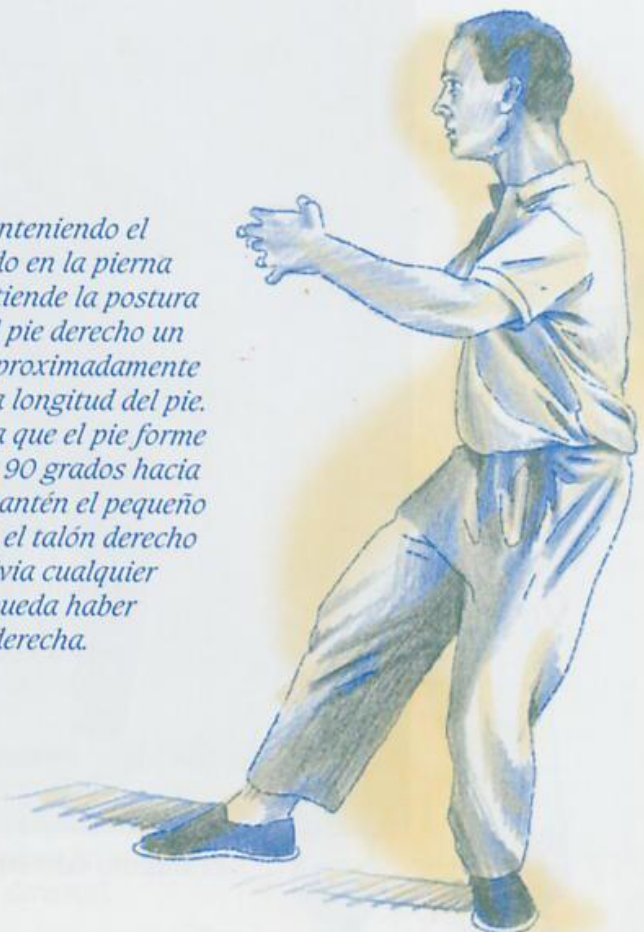 nteniendo el
do en la pierna
tiende la postura
l pie derecho un
proximadamente
a longitud del pie.
a que el pie forme
90 grados hacia
antén el pequeño
el talón derecho
via cualquier
ueda haber
derecha.